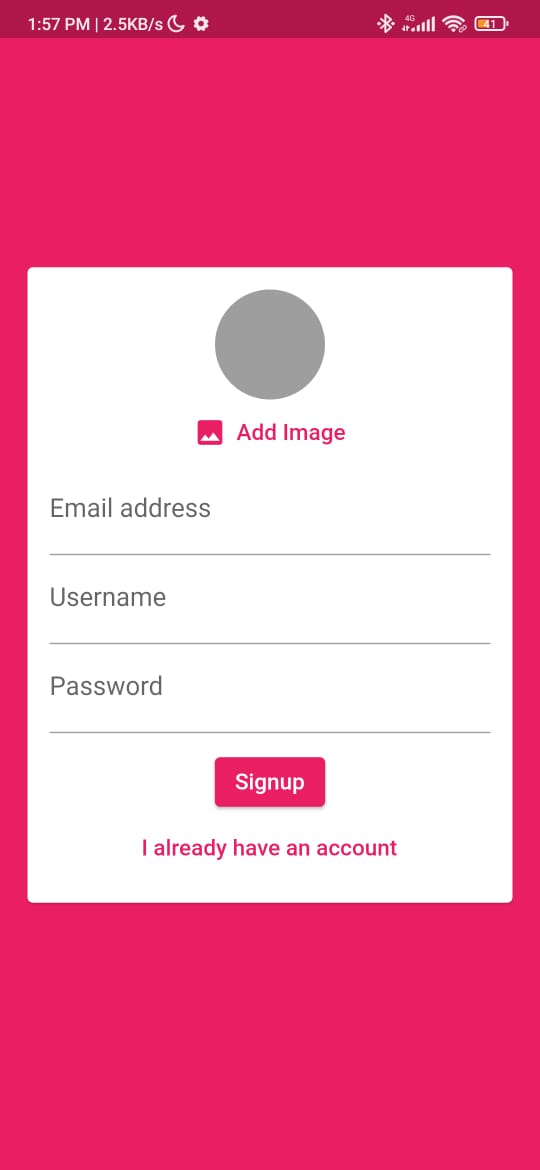 1:57 PM | 2.5KB/s 4G 41
Add Image
Email address
Username
Password
Signup
I already have an account